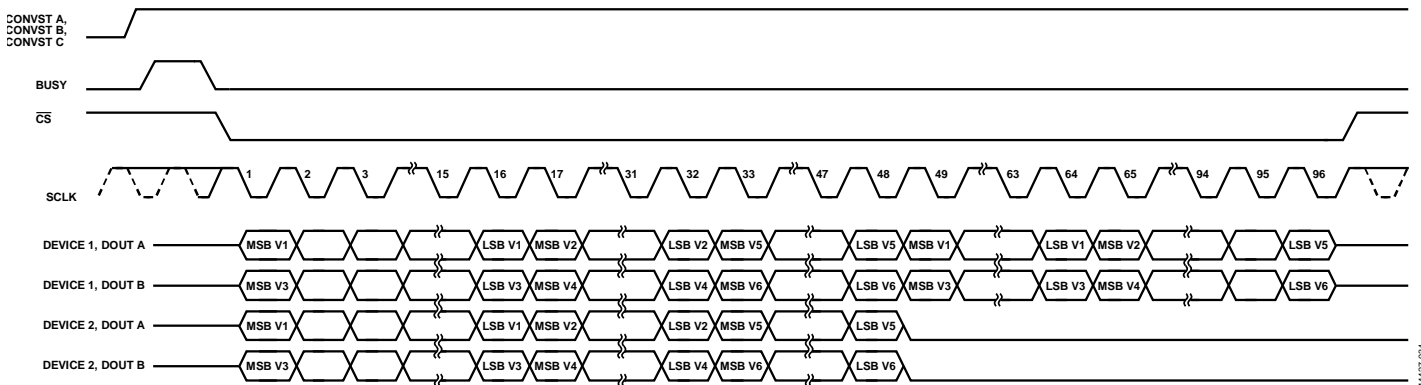 CONVST A,
CONVST B,
CONVST C
BUSY
CS
SCLK
1 2 3 15 16 17 31 32 33 47 48 49 63 64 65 94 95 96
DEVICE 1, DOUT A MSB V1 LSB V1 MSB V2 LSB V2 MSB V5 LSB V5 MSB V1 LSB V1 MSB V2 LSB V5
DEVICE 1, DOUT B MSB V3 LSB V3 MSB V4 LSB V4 MSB V6 LSB V6 MSB V3 LSB V3 MSB V4 LSB V6
DEVICE 2, DOUT A MSB V1 LSB V1 MSB V2 LSB V2 MSB V5 LSB V5
DEVICE 2, DOUT B MSB V3 LSB V3 MSB V4 LSB V4 MSB V6 LSB V6